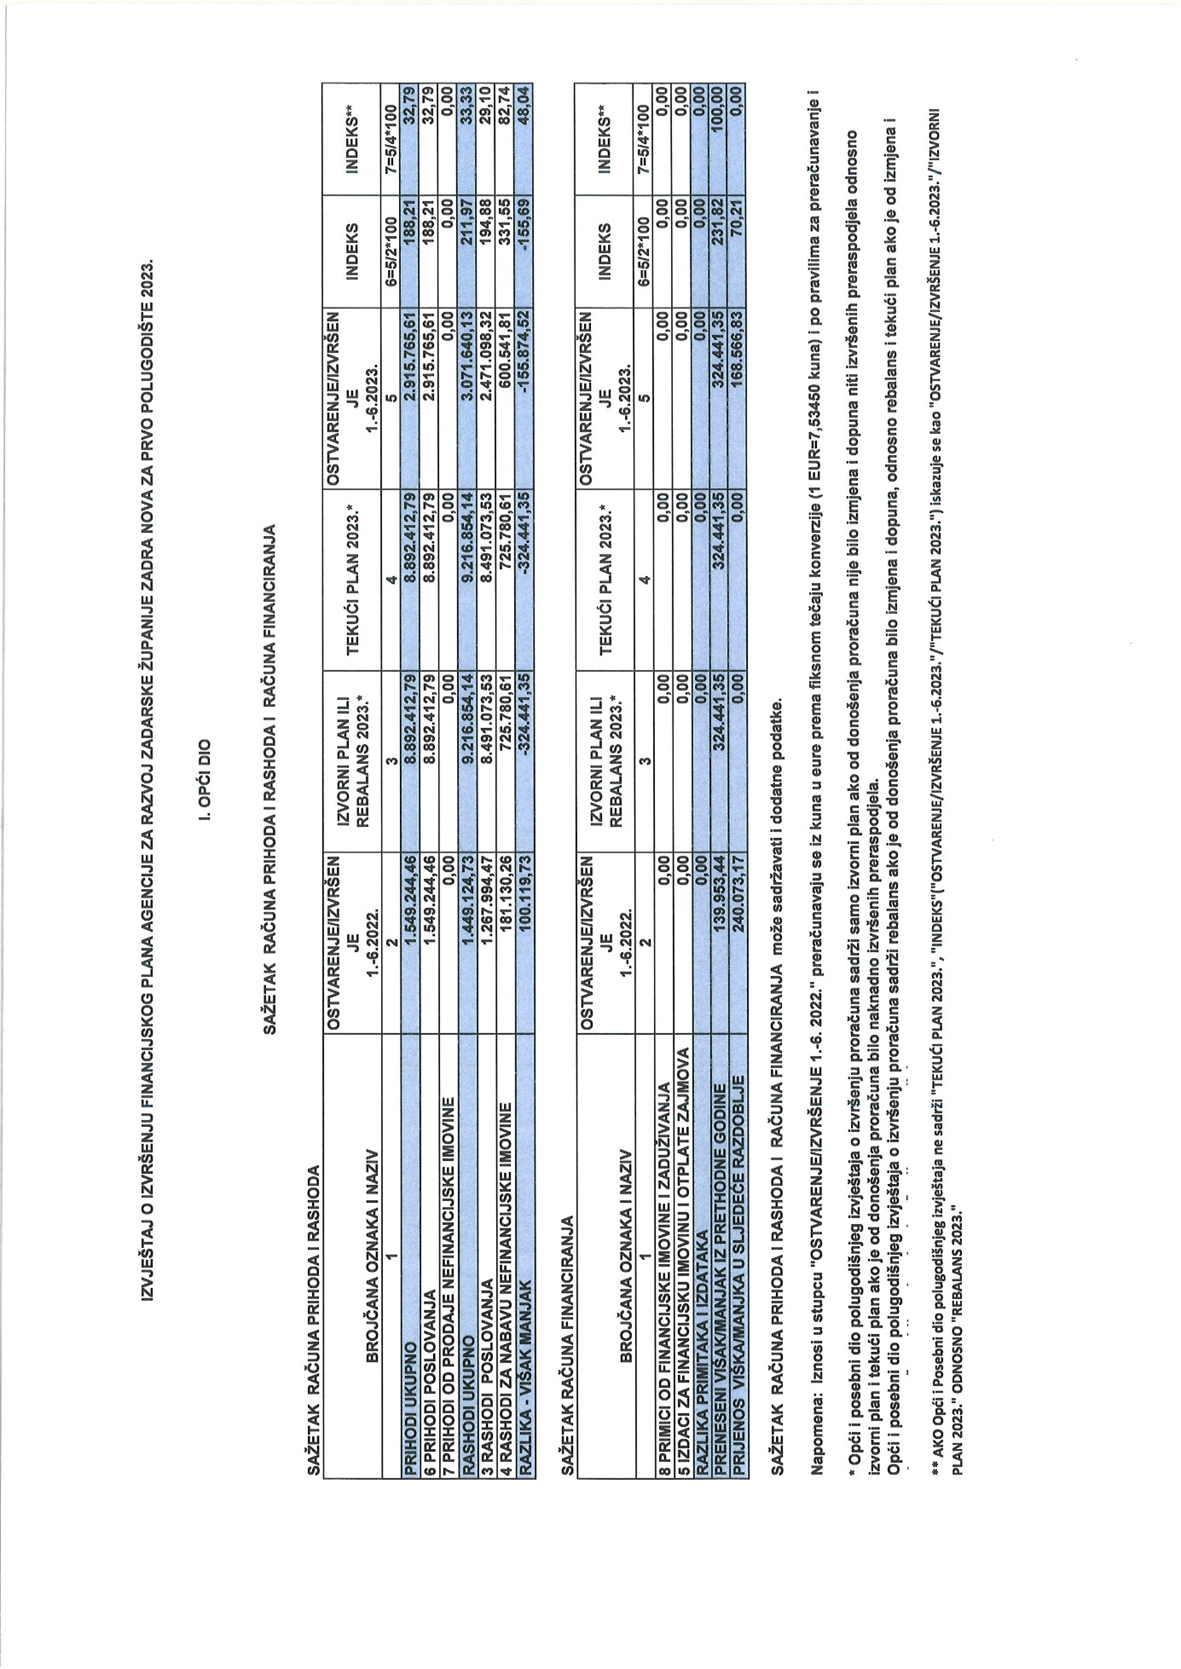 IZVJEŠTAJ O IZVRŠENJU FINANCIJSKOG PLANA AGENCIJE ZA RAZVOJ ZADARSKE ŽUPANIJE ZADRA NOVA ZA PRVO POLUGODIŠTE 2023.
I. OPĆI DIO
SAŽETAK RAČUNA PRIHODA I RASHODA I RAČUNA FINANCIRANJA
SAŽETAK RAČUNA PRIHODA I RASHODA
BROJČANA OZNAKA I NAZIV OSTVARENJE/IZVRŠENJE 1.-6.2022. IZVORNI PLAN ILI REBALANS 2023.* TEKUĆI PLAN 2023.* OSTVARENJE/IZVRŠENJE 1.-6.2023. INDEKS INDEKS**
1 2 3 4 5 6=5/2*100 7=5/4*100
PRIHODI UKUPNO 1.549.244,46 8.892.412,79 8.892.412,79 2.915.765,61 188,21 32,79
6 PRIHODI POSLOVANJA 1.549.244,46 8.892.412,79 8.892.412,79 2.915.765,61 188,21 32,79
7 PRIHODI OD PRODAJE NEFINANCIJSKE IMOVINE 0,00 0,00 0,00 0,00 0,00 0,00
RASHODI UKUPNO 1.449.124,73 9.216.854,14 9.216.854,14 3.071.640,13 211,97 33,33
3 RASHODI POSLOVANJA 1.267.994,47 8.491.073,53 8.491.073,53 2.471.098,32 194,88 29,10
4 RASHODI ZA NABAVU NEFINANCIJSKE IMOVINE 181.130,26 725.780,61 725.780,61 600.541,81 331,55 82,74
RAZLIKA - VIŠAK MANJAK 100.119,73 -324.441,35 -324.441,35 -155.874,52 -155,69 48,04
SAŽETAK RAČUNA FINANCIRANJA
BROJČANA OZNAKA I NAZIV OSTVARENJE/IZVRŠENJE 1.-6.2022. IZVORNI PLAN ILI REBALANS 2023.* TEKUĆI PLAN 2023.* OSTVARENJE/IZVRŠENJE 1.-6.2023. INDEKS INDEKS**
1 2 3 4 5 6=5/2*100 7=5/4*100
8 PRIMICI OD FINANCIJSKE IMOVINE I ZADUŽIVANJA 0,00 0,00 0,00 0,00 0,00 0,00
5 IZDACI ZA FINANCIJSKU IMOVINU I OTPLATE ZAJMOVA 0,00 0,00 0,00 0,00 0,00 0,00
RAZLIKA PRIMITAKA I IZDATAKA 0,00 0,00 0,00 0,00 0,00 0,00
PRENESENI VIŠAK/MANJAK IZ PRETHODNE GODINE 139.953,44 324.441,35 324.441,35 324.441,35 231,82 100,00
PRIJENOS VIŠKA/MANJKA U SLJEDEĆE RAZDOBLJE 240.073,17 0,00 0,00 168.566,83 70,21 0,00
SAŽETAK RAČUNA PRIHODA I RASHODA I RAČUNA FINANCIRANJA može sadržavati i dodatne podatke.
Napomena: Iznosi u stupcu "OSTVARENJE/IZVRŠENJE 1.-6. 2022." preračunavaju se iz kuna u eure prema fiksnom tečaju konverzije (1 EUR=7,53450 kuna) i po pravilima za preračunavanje i
* Opći i posebni dio polugodišnjeg izvještaja o izvršenju proračuna sadrži samo izvorni plan ako od donošenja proračuna nije bilo izmjena i dopuna niti izvršenih preraspodjela odnosno
izvorni plan i tekući plan ako je od donošenja proračuna bilo naknadno izvršenih preraspodjela.
Opći i posebni dio polugodišnjeg izvještaja o izvršenju proračuna sadrži rebalans ako je od donošenja proračuna bilo izmjena i dopuna, odnosno rebalans i tekući plan ako je od izmjena i
** AKO Opći i Posebni dio polugodišnjeg izvještaja ne sadrži "TEKUĆI PLAN 2023.", "INDEKS"("OSTVARENJE/IZVRŠENJE 1.-6.2023."/"TEKUĆI PLAN 2023.") iskazuje se kao "OSTVARENJE/IZVRŠENJE 1.-6.2023."/"IZVORNI
PLAN 2023." ODNOSNO "REBALANS 2023."